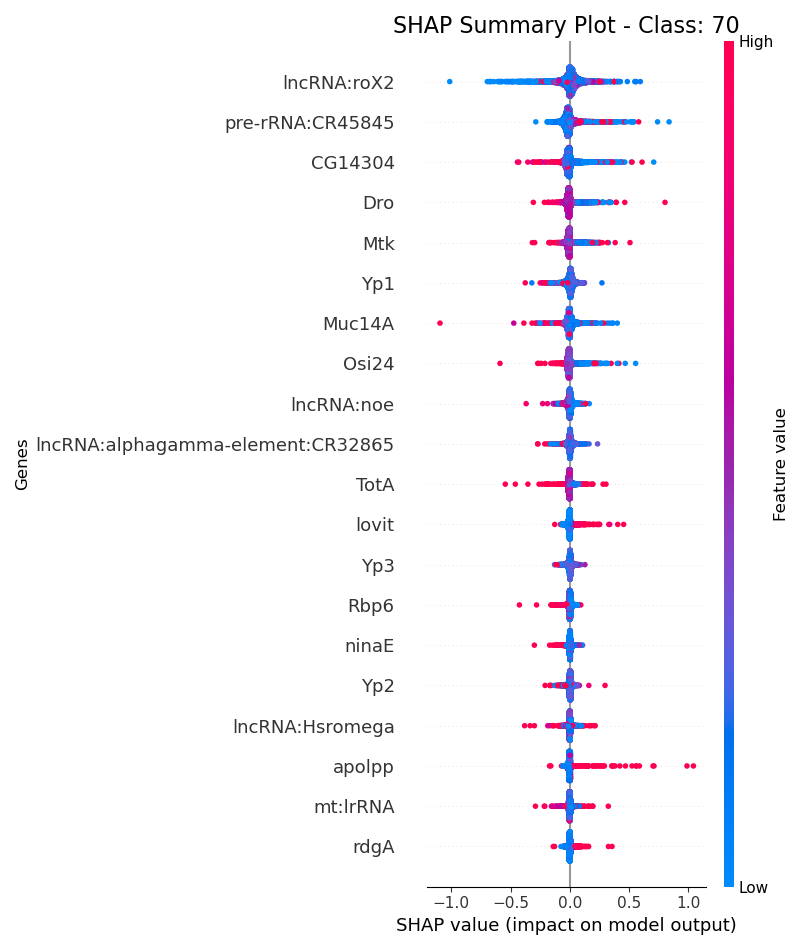 SHAP Summary Plot - Class: 70
High
lncRNA:roX2
pre-rRNA:CR45845
CG14304
Dro
Mtk
Yp1
Muc14A
Osi24
lncRNA:noe
lncRNA:alphagamma-element:CR32865
TotA
lovit
Yp3
Rbp6
ninaE
Yp2
lncRNA:Hsromega
apolpp
mt:lrRNA
rdgA
Genes
Feature value
Low
−1.0 −0.5 0.0 0.5 1.0
SHAP value (impact on model output)